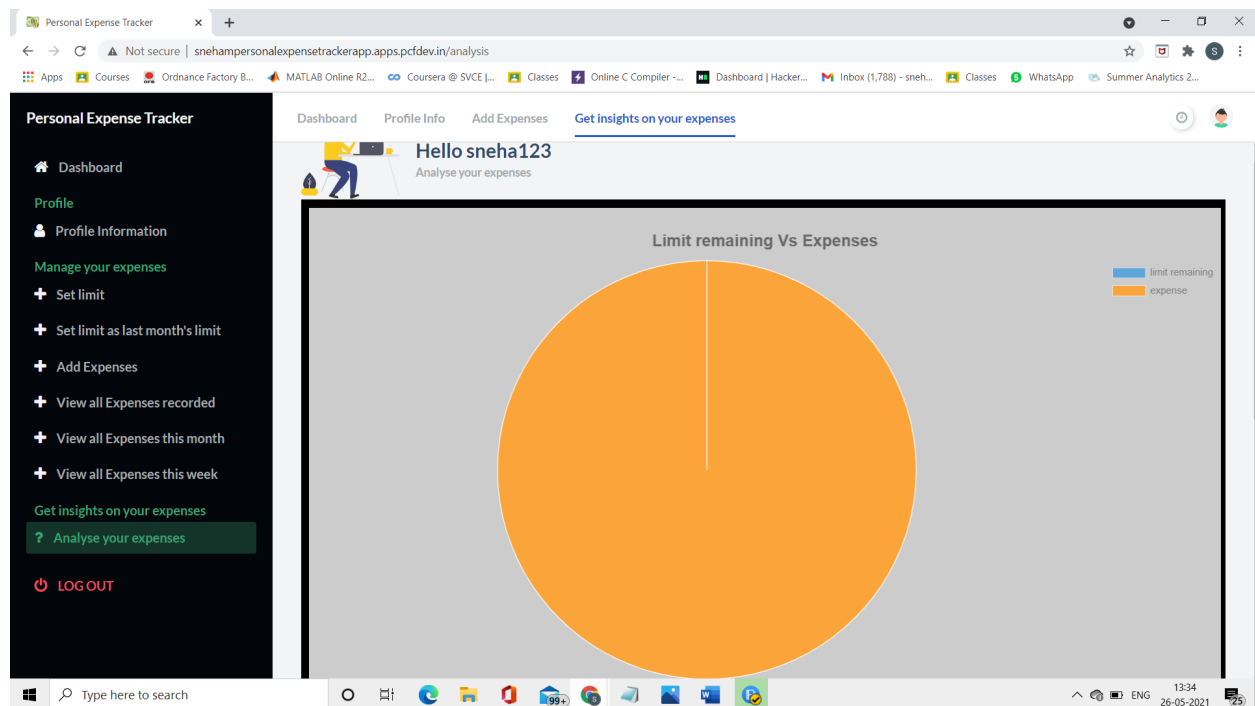 Personal Expense Tracker
Not secure | snehampersonalexpensetrackerapp.apps.pcfdev.in/analysis
S
Apps Courses Ordnance Factory B... MATLAB Online R2... Coursera @ SVCE |... Classes Online C Compiler -... Dashboard | Hacker... Inbox (1,788) - sneh... Classes WhatsApp Summer Analytics 2...
Personal Expense Tracker
Dashboard
Profile
Profile Information
Manage your expenses
Set limit
Set limit as last month's limit
Add Expenses
View all Expenses recorded
View all Expenses this month
View all Expenses this week
Get insights on your expenses
? Analyse your expenses
LOG OUT
Dashboard Profile Info Add Expenses Get insights on your expenses
Hello sneha123
Analyse your expenses
Limit remaining Vs Expenses
limit remaining
expense
Type here to search
99+
ENG
13:34
26-05-2021
25